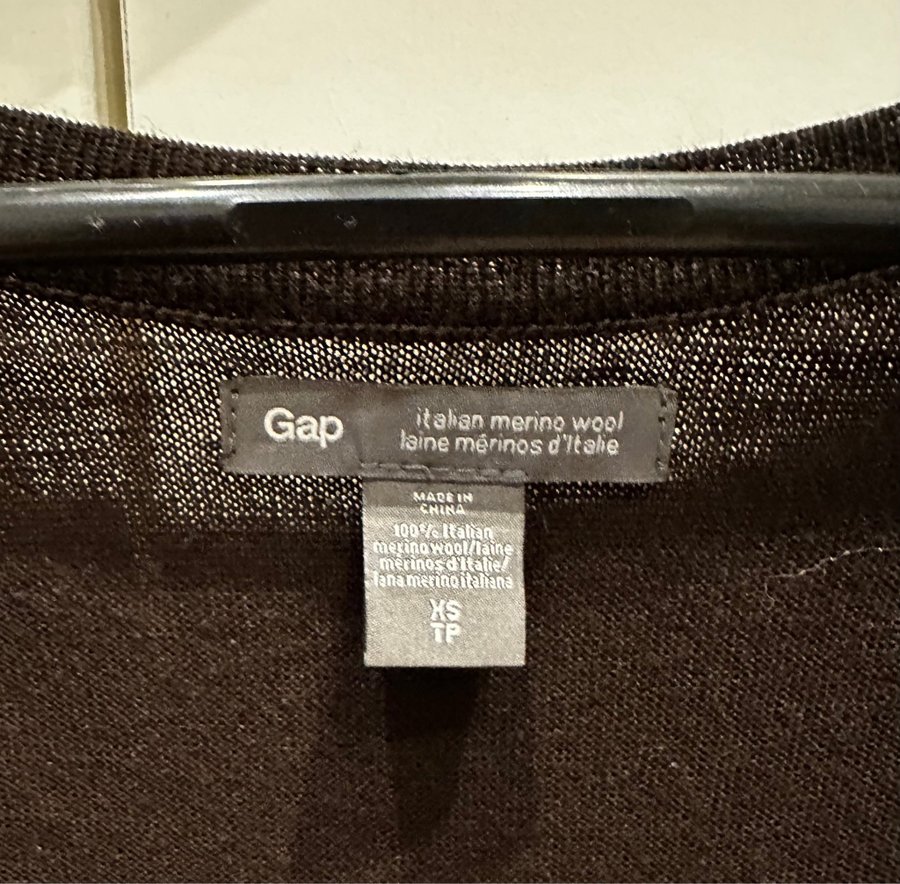 Gap
italian merino wool
laine mérinos d'Italie
MADE IN
CHINA
100% Italian
merino wool/laine
mérinos d'Italie/
lana merino italiana
XS
TP